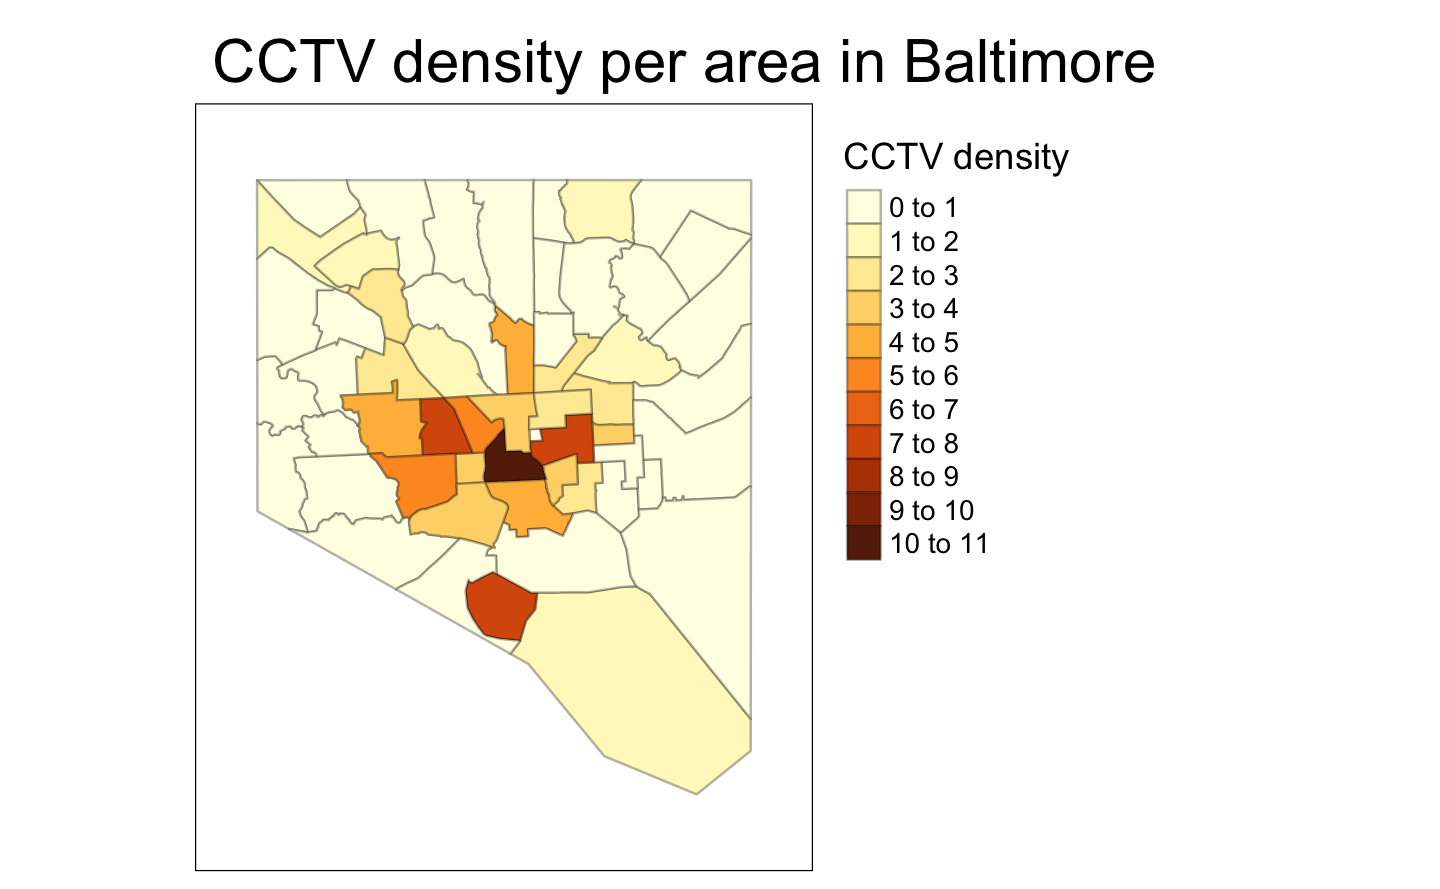 CCTV density per area in Baltimore
CCTV density
0 to 1
1 to 2
2 to 3
3 to 4
4 to 5
5 to 6
6 to 7
7 to 8
8 to 9
9 to 10
10 to 11